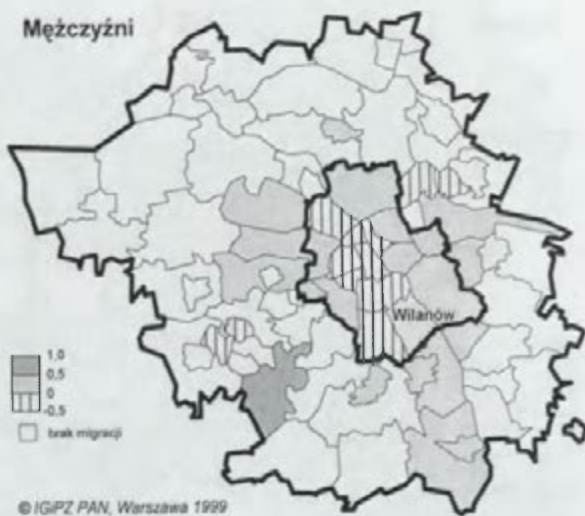 Mężczyźni
Wilanów
1,0
0,5
0
-0,5
brak migracji
© IGiPZ PAN, Warszawa 1999